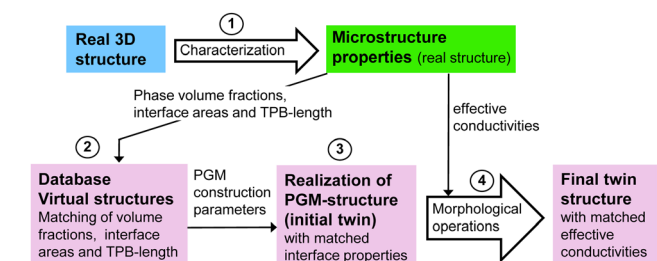 1
Real 3D
structure
Characterization
Microstructure
properties (real structure)
Phase volume fractions,
interface areas and TPB-length
effective
conductivities
2
Database
Virtual structures
Matching of volume
fractions, interface
areas and TPB-length
PGM
construction
parameters
3
Realization of
PGM-structure
(initial twin)
with matched
interface properties
4
Morphological
operations
Final twin
structure
with matched
effective
conductivities